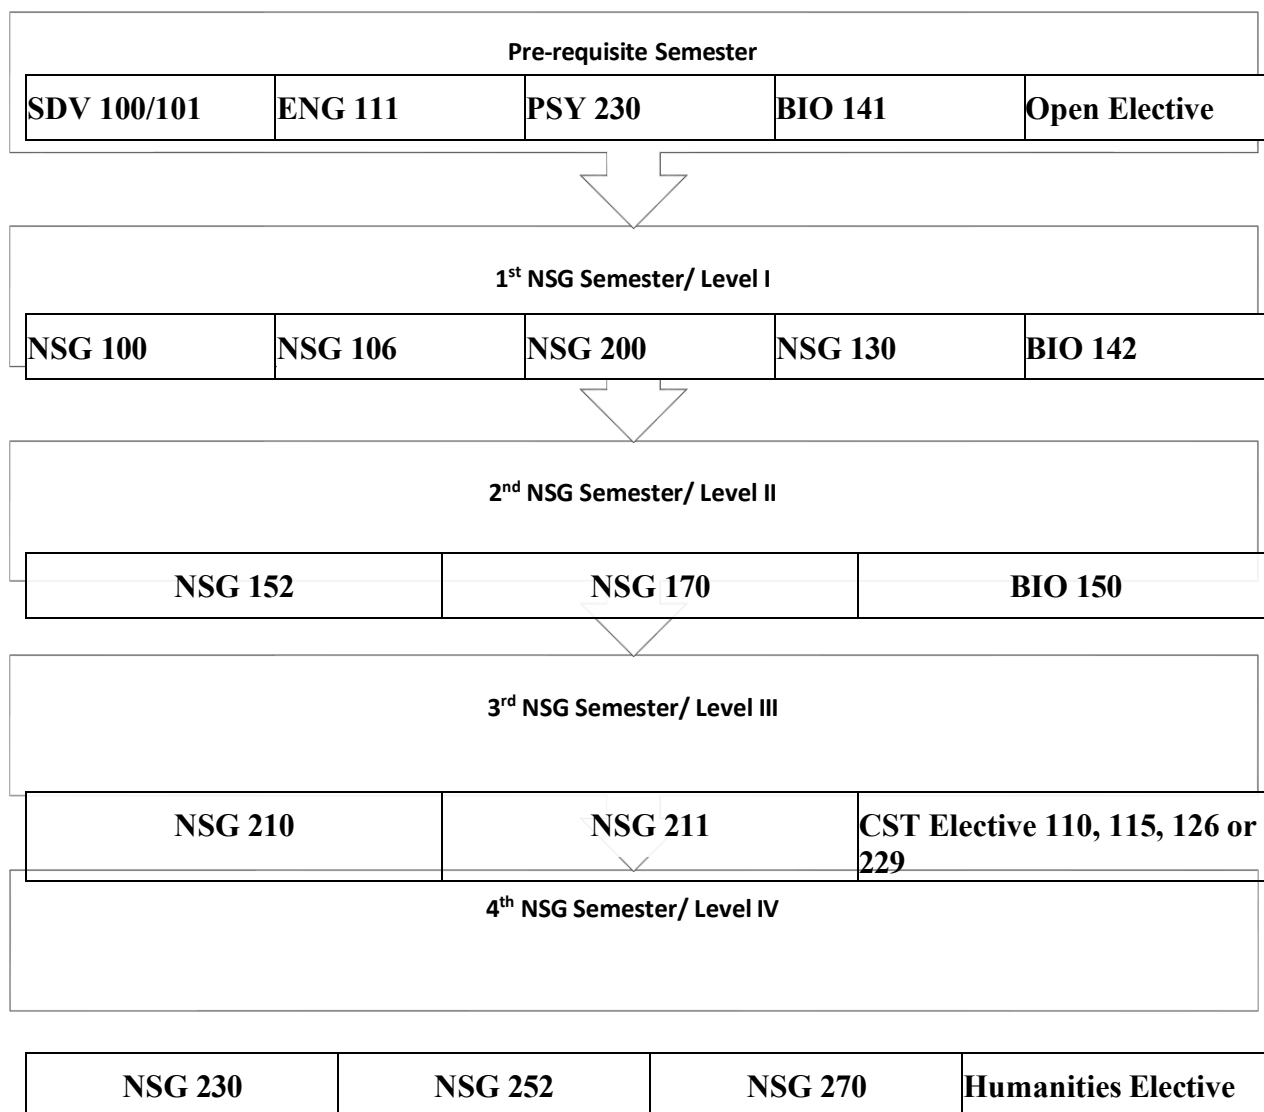 Pre-requisite Semester
SDV 100/101 ENG 111 PSY 230 BIO 141 Open Elective
1st NSG Semester/ Level I
NSG 100 NSG 106 NSG 200 NSG 130 BIO 142
2nd NSG Semester/ Level II
NSG 152 NSG 170 BIO 150
3rd NSG Semester/ Level III
NSG 210 NSG 211 CST Elective 110, 115, 126 or
229
4th NSG Semester/ Level IV
NSG 230 NSG 252 NSG 270 Humanities Elective